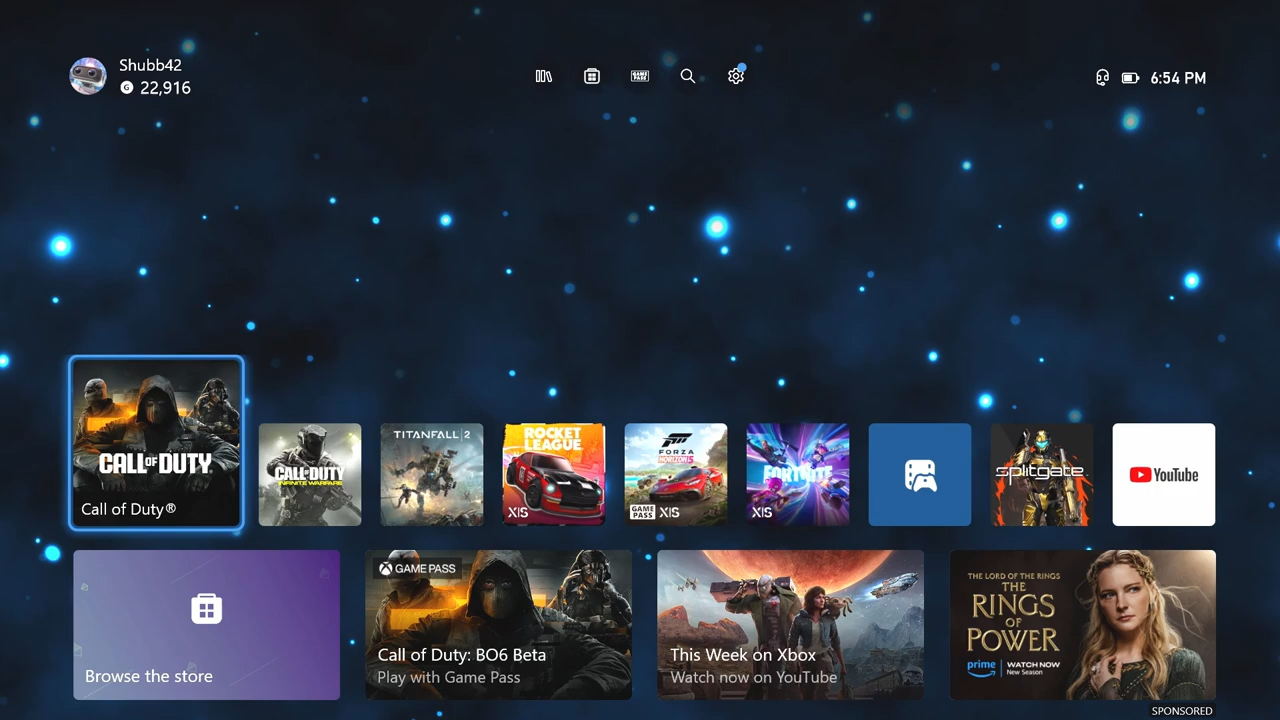 Shubb42
G 22,916
GAME PASS
6:54 PM
CALL OF DUTY
Call of Duty®
CALL OF DUTY
INFINITE WARFARE
TITANFALL 2
ROCKET LEAGUE
X|S
FORZA
HORIZON 5
GAME PASS X|S
FORTNITE
X|S
splitgate
YouTube
Browse the store
GAME PASS
Call of Duty: BO6 Beta
Play with Game Pass
This Week on Xbox
Watch now on YouTube
THE LORD OF THE RINGS
THE
RINGS
OF
POWER
prime
WATCH NOW
New Season
SPONSORED